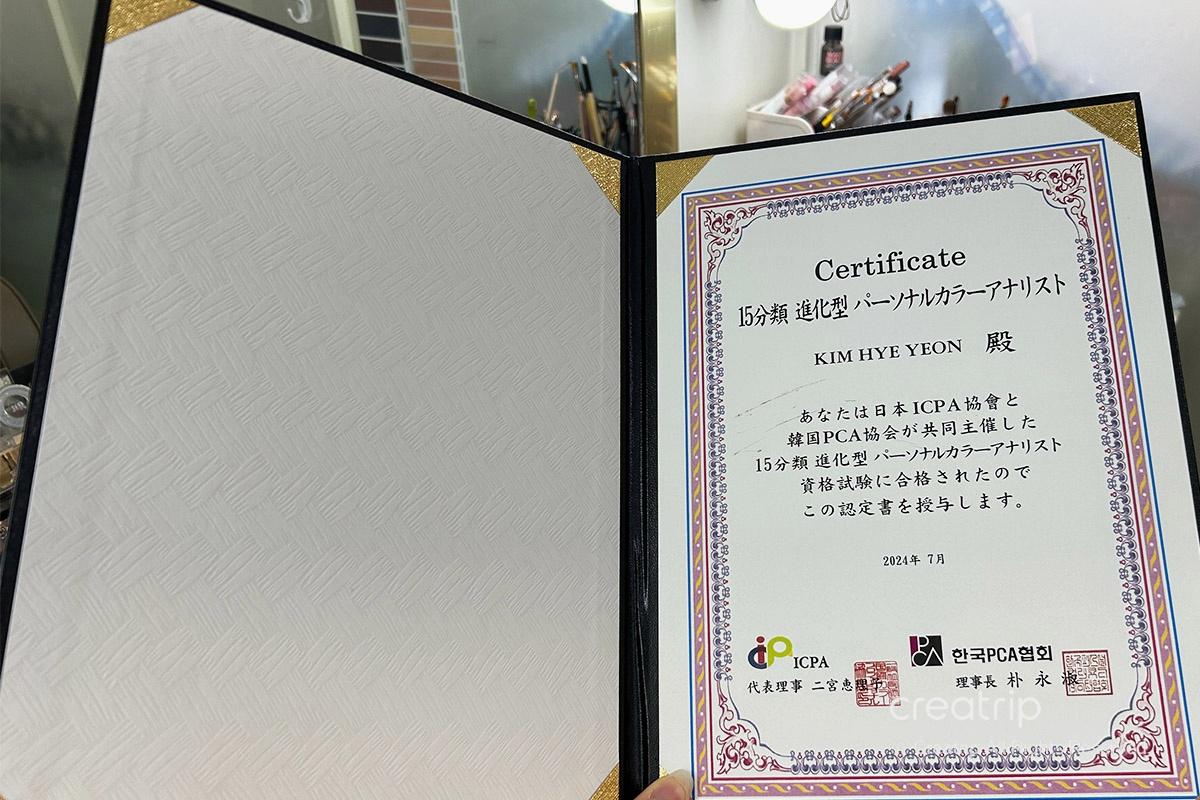 Certificate
15分類 進化型 パーソナルカラーアナリスト
KIM HYE YEON 殿
あなたは日本ICPA協會と
韓国PCA協会が共同主催した
15分類 進化型 パーソナルカラーアナリスト
資格試験に合格されたので
この認定書を授与します。
2024年 7月
icpa ICPA
代表理事 二宮恵理子
PCA 한국PCA협회
理事長 朴 永 淑
creatrip